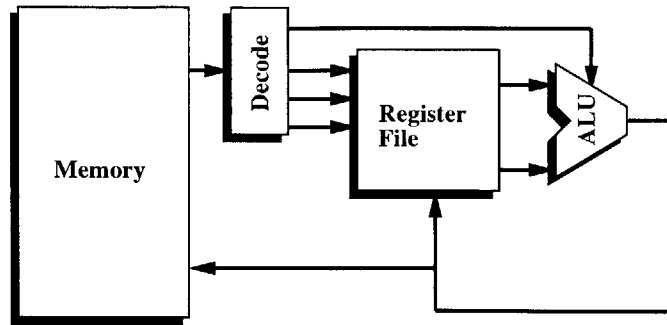 Memory
Decode
Register
File
ALU